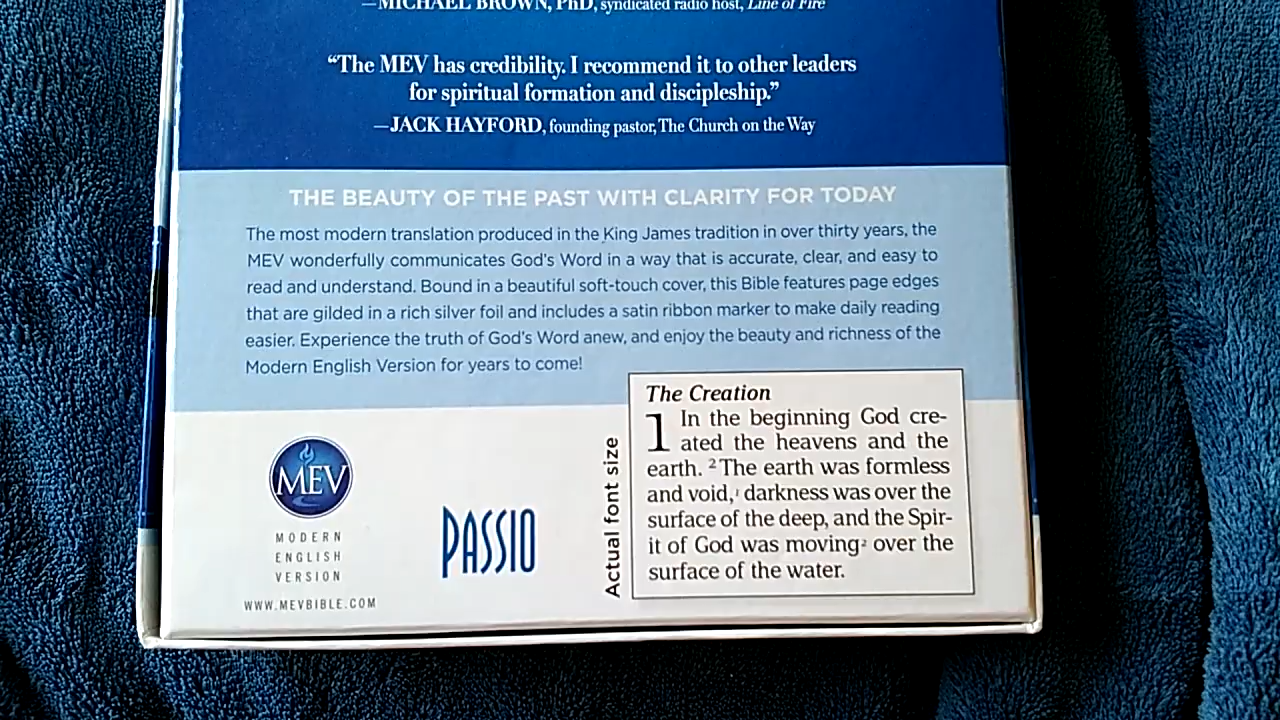 —MICHAEL BROWN, PhD, syndicated radio host, Line of Fire
“The MEV has credibility. I recommend it to other leaders
for spiritual formation and discipleship.”
—JACK HAYFORD, founding pastor, The Church on the Way
THE BEAUTY OF THE PAST WITH CLARITY FOR TODAY
The most modern translation produced in the King James tradition in over thirty years, the
MEV wonderfully communicates God’s Word in a way that is accurate, clear, and easy to
read and understand. Bound in a beautiful soft-touch cover, this Bible features page edges
that are gilded in a rich silver foil and includes a satin ribbon marker to make daily reading
easier. Experience the truth of God’s Word anew, and enjoy the beauty and richness of the
Modern English Version for years to come!
MEV
MODERN
ENGLISH
VERSION
WWW.MEVBIBLE.COM
PASSIO
Actual font size
The Creation
1 In the beginning God cre-
ated the heavens and the
earth. ² The earth was formless
and void,¹ darkness was over the
surface of the deep, and the Spir-
it of God was moving² over the
surface of the water.